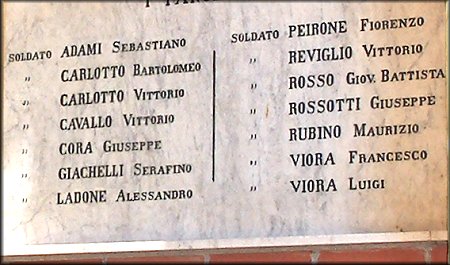 SOLDATO ADAMI SEBASTIANO
" CARLOTTO BARTOLOMEO
" CARLOTTO VITTORIO
" CAVALLO VITTORIO
" CORA GIUSEPPE
" GIACHELLI SERAFINO
" LADONE ALESSANDRO
SOLDATO PEIRONE FIORENZO
" REVIGLIO VITTORIO
" ROSSO GIOV. BATTISTA
" ROSSOTTI GIUSEPPE
" RUBINO MAURIZIO
" VIORA FRANCESCO
" VIORA LUIGI